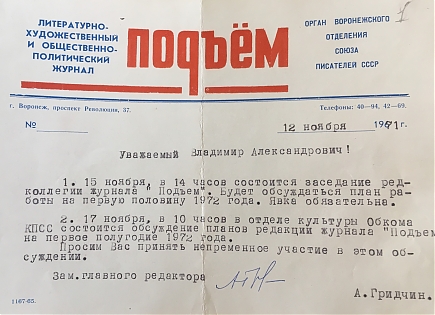 ЛИТЕРАТУРНО-
ХУДОЖЕСТВЕННЫЙ
И ОБЩЕСТВЕННО-
ПОЛИТИЧЕСКИЙ
ЖУРНАЛ
подъём
ОРГАН ВОРОНЕЖСКОГО
ОТДЕЛЕНИЯ
СОЮЗА
ПИСАТЕЛЕЙ СССР
г. Воронеж, проспект Революции, 37.
Телефоны: 40—94, 42—69.
№
12 ноября 1971г.
Уважаемый Владимир Александрович!
1. 15 ноября, в 14 часов состоится заседание ред-
коллегии журнала "Подъем". Будет обсуждаться план ра-
боты на первую половину 1972 года. Явка обязательна.
2. 17 ноября, в 10 часов в отделе культуры Обкома
КПСС состоится обсуждение планов редакции журнала "Подъем
на первое полугодие 1972 года.
Просим Вас принять непременное участие в этом об-
суждении.
Зам.главного редактора
А.Гридчин.
1167-65.